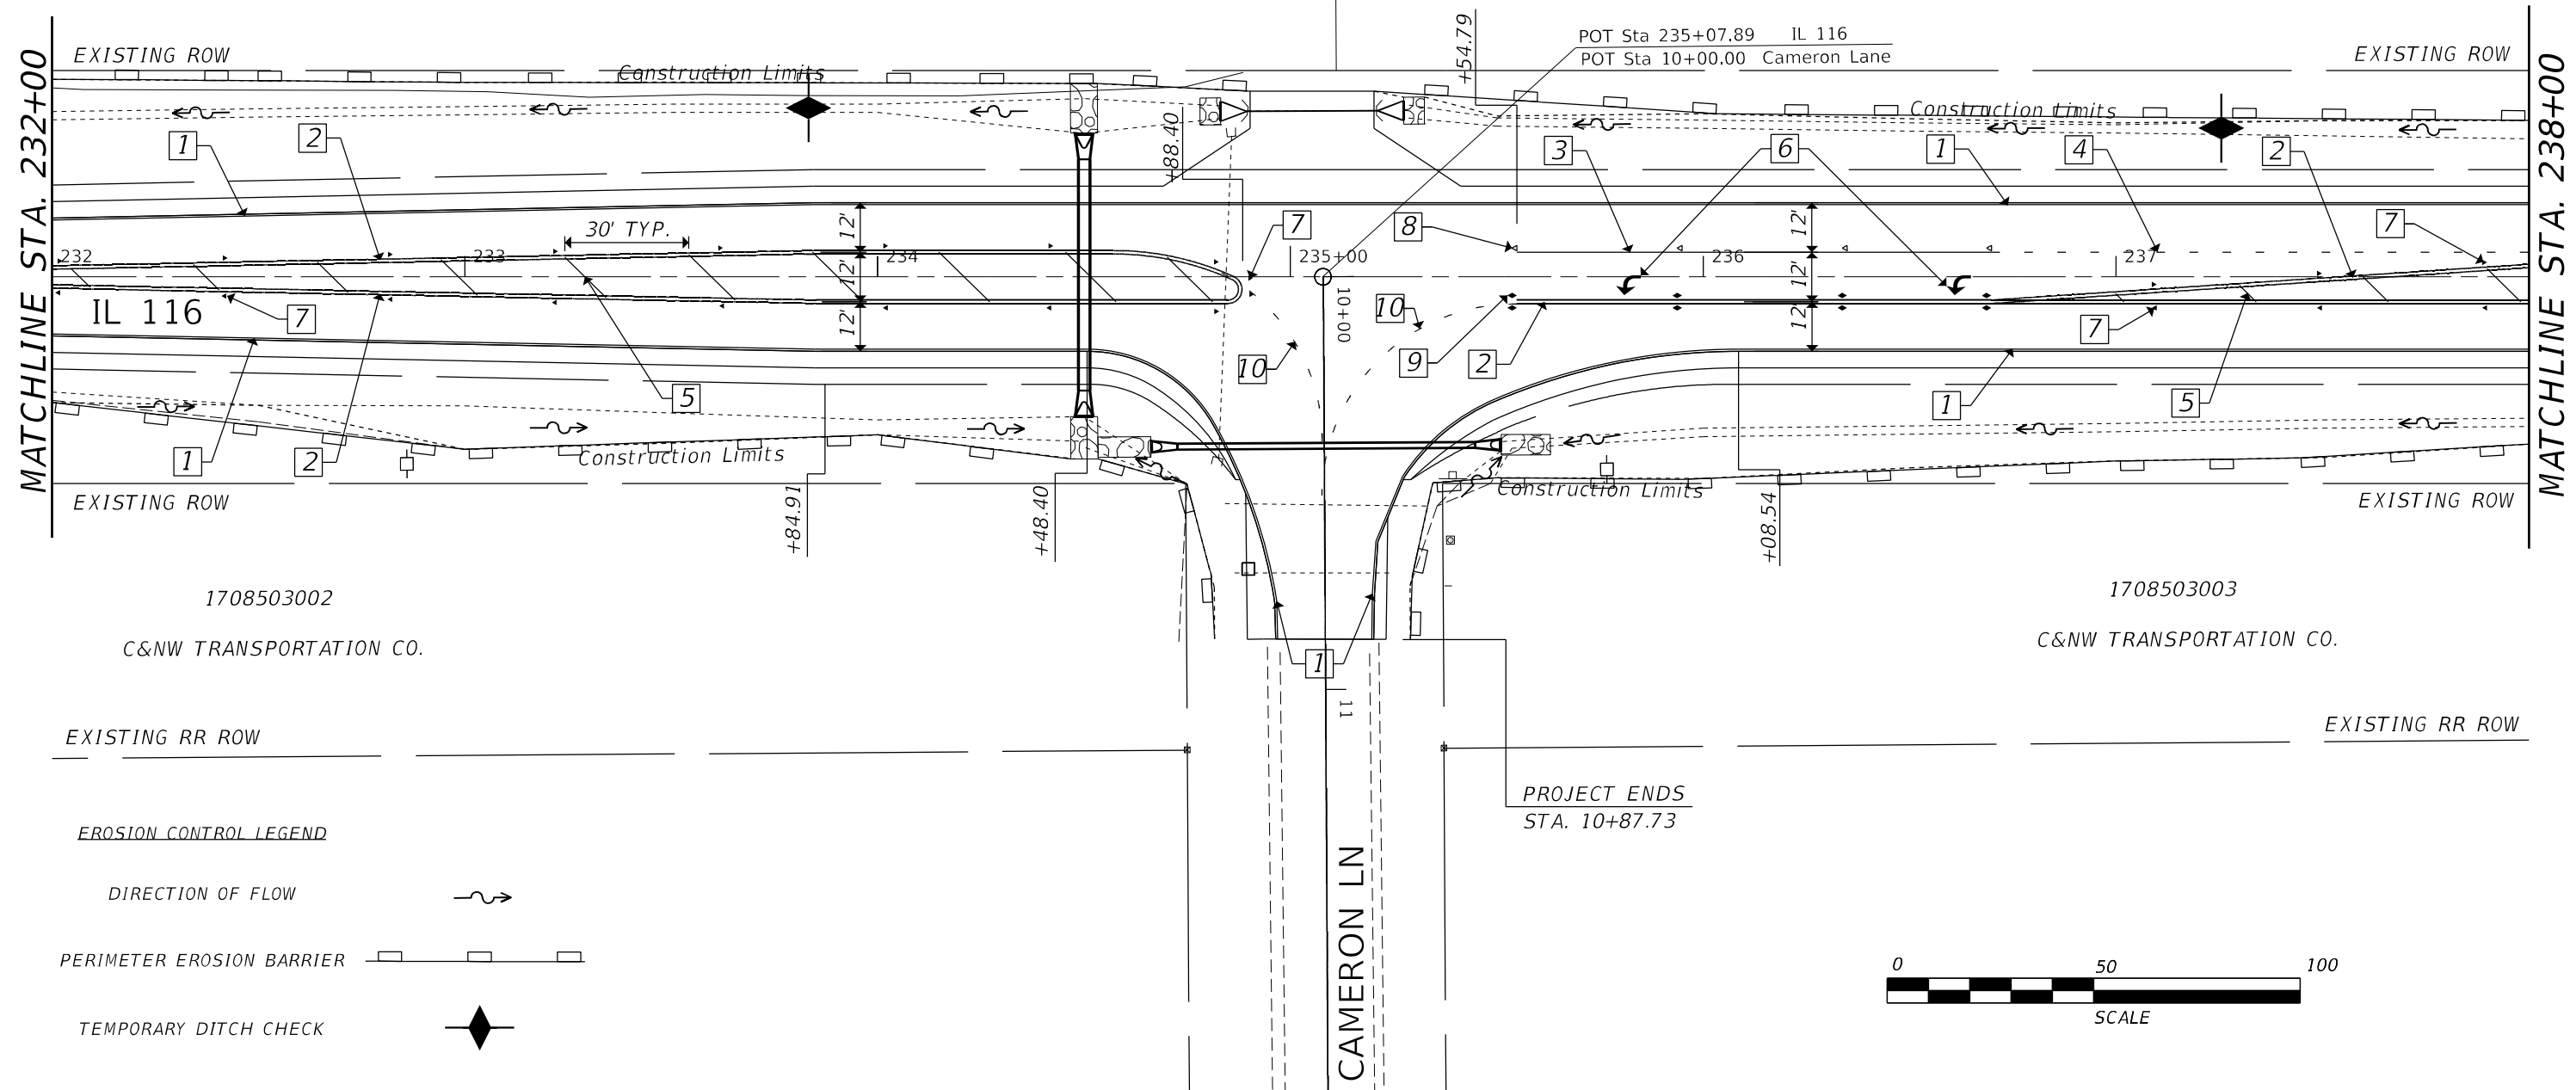 MATCHLINE STA. 232+00
MATCHLINE STA. 238+00
EXISTING ROW
Construction Limits
+54.79
POT Sta 235+07.89 IL 116
POT Sta 10+00.00 Cameron Lane
EXISTING ROW
Construction Limits
1
2
+88.40
3
6
1
4
2
30' TYP.
12'
7
8
12'
7
232
233
234
235+00
236
237
12'
12'
IL 116
7
12'
10+00
10
12'
7
10
9
2
5
1
5
1
2
Construction Limits
Construction Limits
EXISTING ROW
+84.91
+48.40
+08.54
EXISTING ROW
1708503002
1708503003
C&NW TRANSPORTATION CO.
C&NW TRANSPORTATION CO.
1
11
EXISTING RR ROW
EXISTING RR ROW
PROJECT ENDS
STA. 10+87.73
EROSION CONTROL LEGEND
DIRECTION OF FLOW
PERIMETER EROSION BARRIER
TEMPORARY DITCH CHECK
CAMERON LN
0 50 100
SCALE